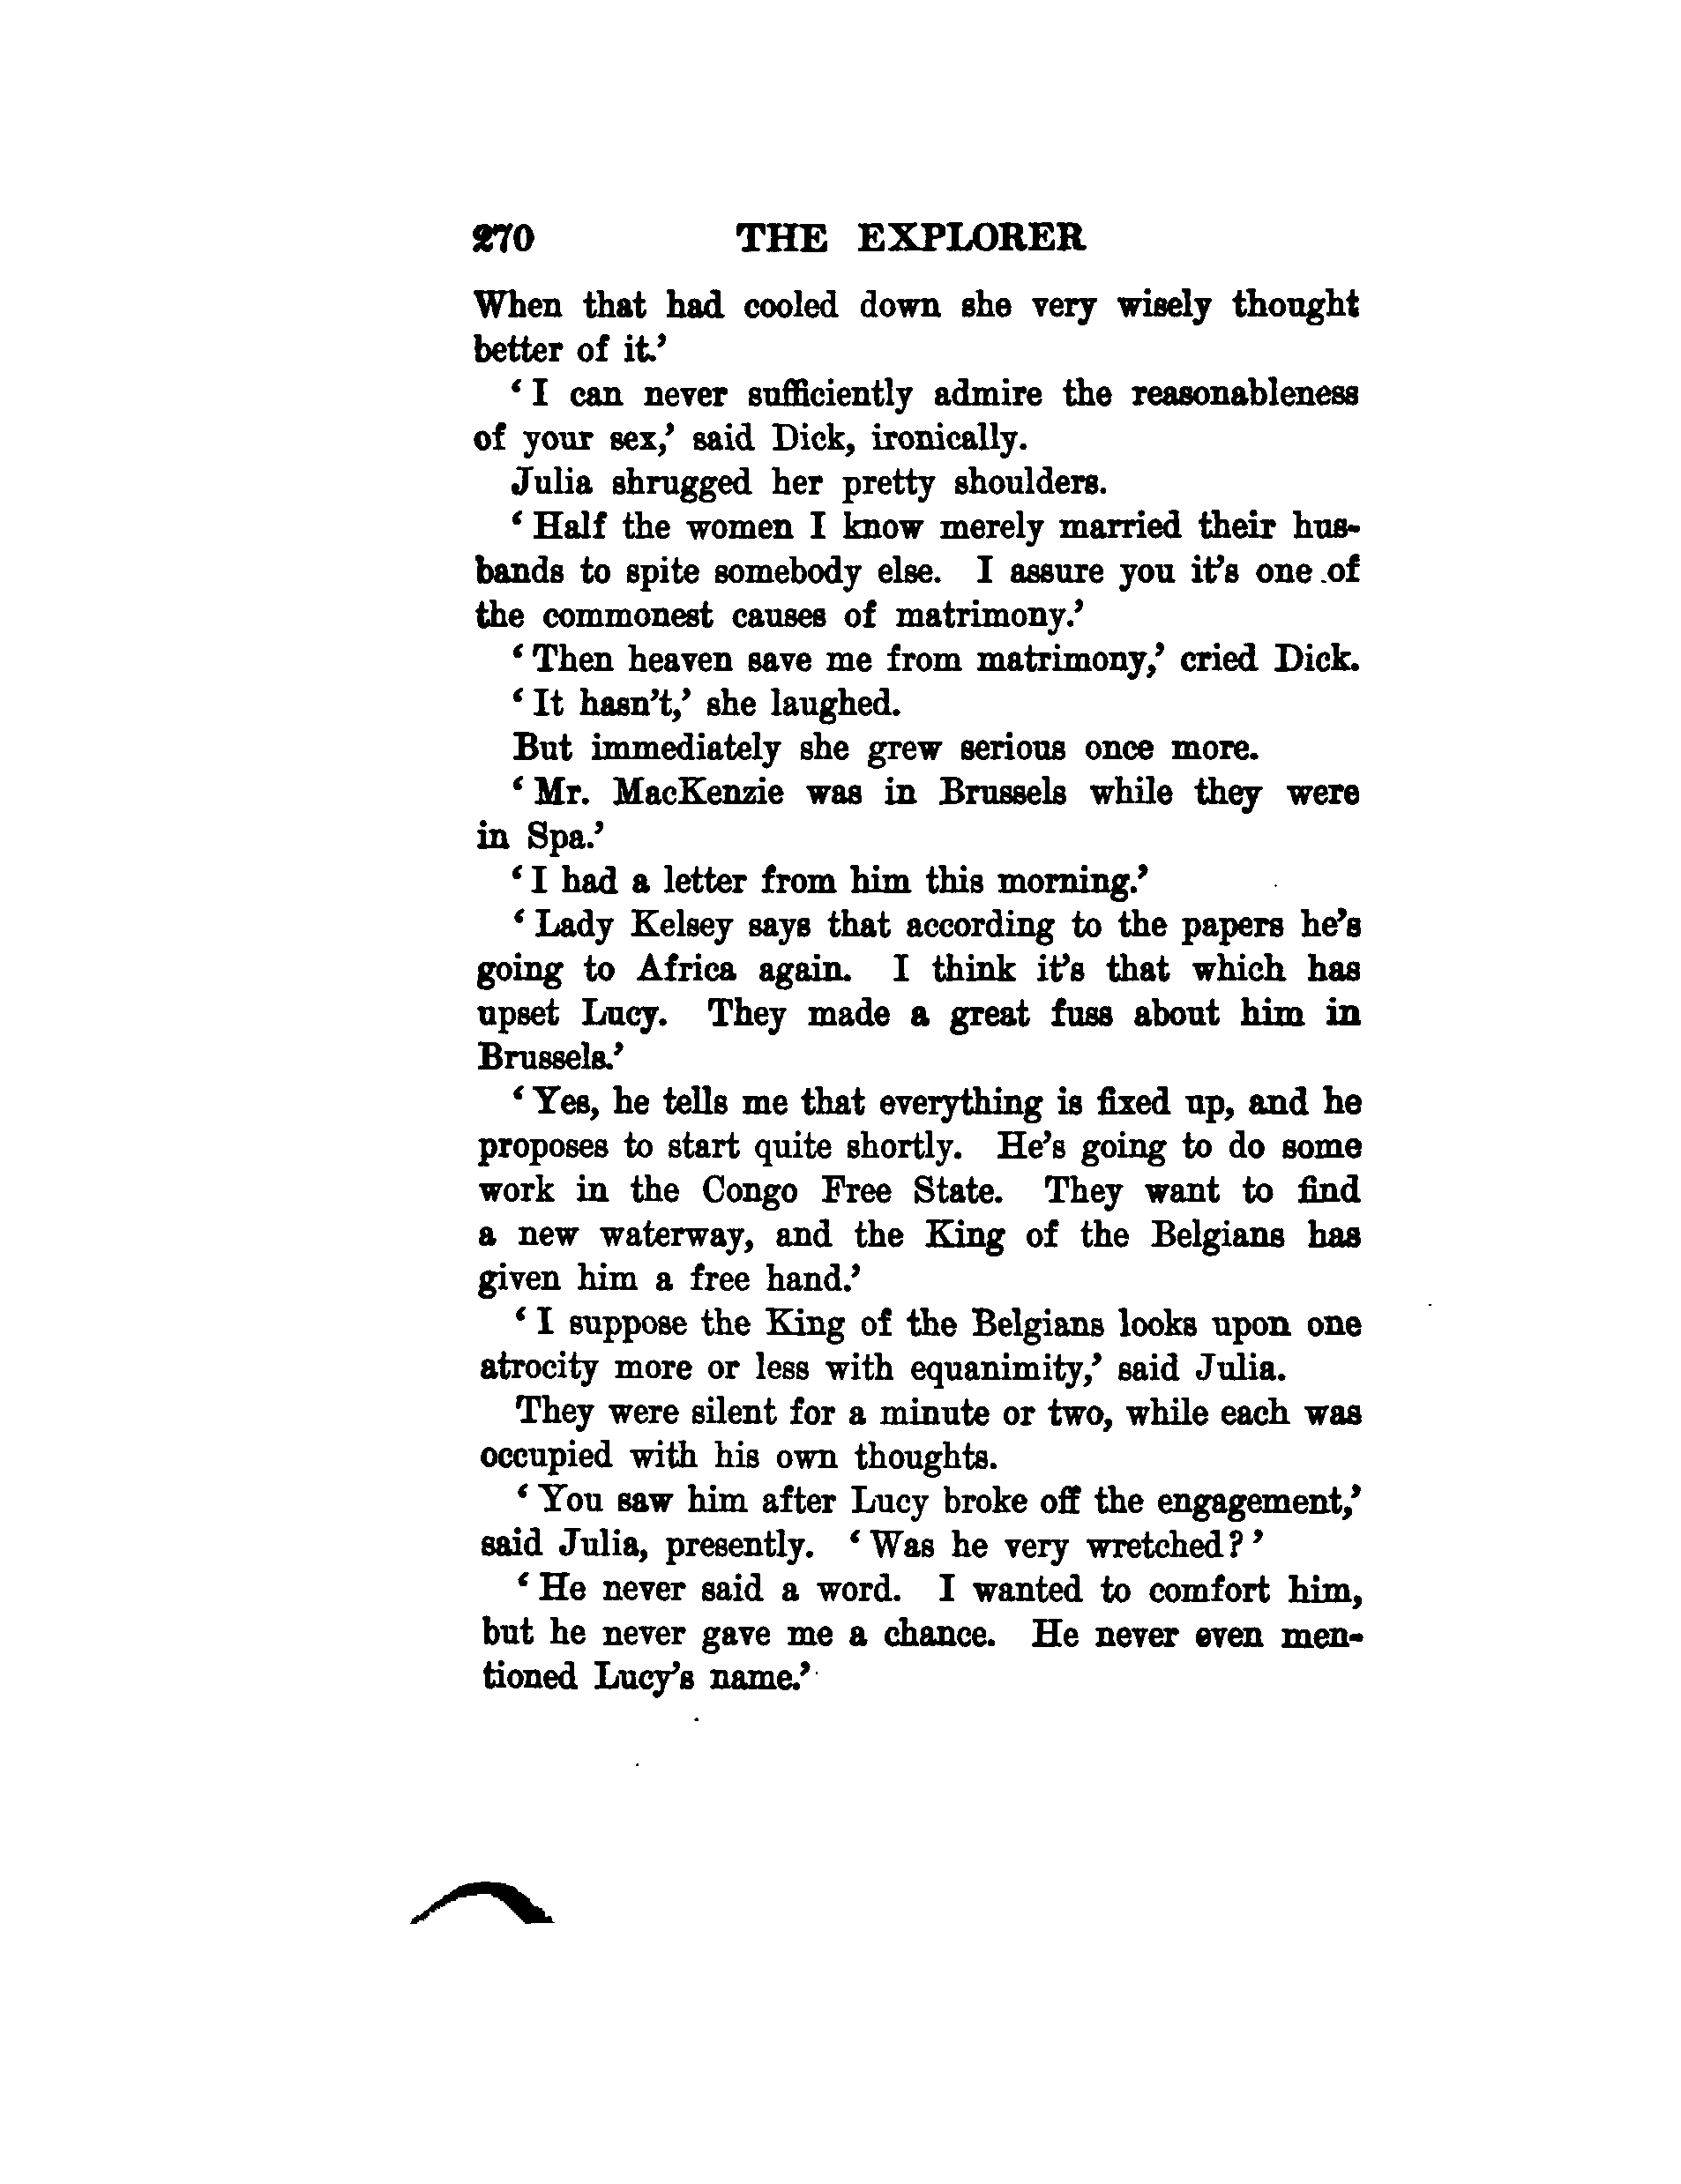 270 THE EXPLORER
When that had cooled down she very wisely thought
better of it.’
‘I can never sufficiently admire the reasonableness
of your sex,’ said Dick, ironically.
Julia shrugged her pretty shoulders.
‘Half the women I know merely married their hus-
bands to spite somebody else. I assure you it’s one of
the commonest causes of matrimony.’
‘Then heaven save me from matrimony,’ cried Dick.
‘It hasn’t,’ she laughed.
But immediately she grew serious once more.
‘Mr. MacKenzie was in Brussels while they were
in Spa.’
‘I had a letter from him this morning.’
‘Lady Kelsey says that according to the papers he’s
going to Africa again. I think it’s that which has
upset Lucy. They made a great fuss about him in
Brussels.’
‘Yes, he tells me that everything is fixed up, and he
proposes to start quite shortly. He’s going to do some
work in the Congo Free State. They want to find
a new waterway, and the King of the Belgians has
given him a free hand.’
‘I suppose the King of the Belgians looks upon one
atrocity more or less with equanimity,’ said Julia.
They were silent for a minute or two, while each was
occupied with his own thoughts.
‘You saw him after Lucy broke off the engagement,’
said Julia, presently. ‘Was he very wretched?’
‘He never said a word. I wanted to comfort him,
but he never gave me a chance. He never even men-
tioned Lucy’s name.’